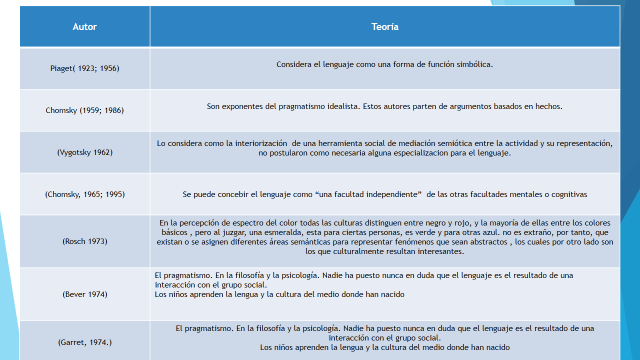 Autor
Teoría
Piaget( 1923; 1956)
Considera el lenguaje como una forma de función simbólica.
Chomsky (1959; 1986)
Son exponentes del pragmatismo idealista. Estos autores parten de argumentos basados en hechos.
(Vygotsky 1962)
Lo considera como la interiorización de una herramienta social de mediación semiótica entre la actividad y su representación,
no postularon como necesaria alguna especializacion para el lenguaje.
(Chomsky, 1965; 1995)
Se puede concebir el lenguaje como “una facultad independiente” de las otras facultades mentales o cognitivas
(Rosch 1973)
En la percepción de espectro del color todas las culturas distinguen entre negro y rojo, y la mayoría de ellas entre los colores
básicos , pero al juzgar, una esmeralda, esta para ciertas personas, es verde y para otras azul. no es extraño, por tanto, que
existan o se asignen diferentes áreas semánticas para representar fenómenos que sean abstractos , los cuales por otro lado son
los que culturalmente resultan interesantes.
(Bever 1974)
El pragmatismo. En la filosofía y la psicología. Nadie ha puesto nunca en duda que el lenguaje es el resultado de una
interacción con el grupo social.
Los niños aprenden la lengua y la cultura del medio donde han nacido
(Garret, 1974.)
El pragmatismo. En la filosofía y la psicología. Nadie ha puesto nunca en duda que el lenguaje es el resultado de una
interacción con el grupo social.
Los niños aprenden la lengua y la cultura del medio donde han nacido